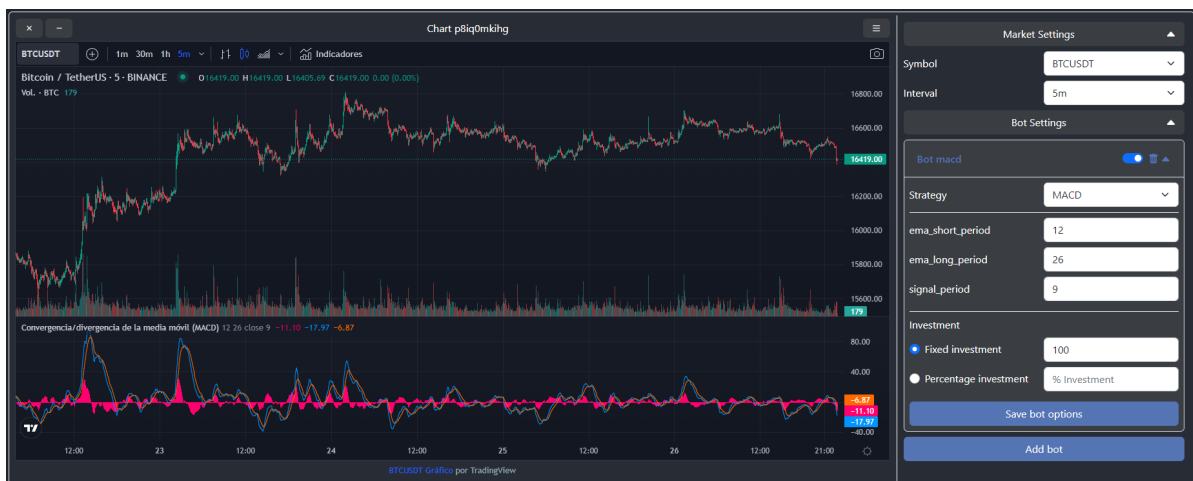 × − Chart p8iq0mkihg
BTCUSDT 1m 30m 1h 5m Indicadores
Bitcoin / TetherUS · 5 · BINANCE O16419.00 H16419.00 L16405.69 C16419.00 0.00 (0.00%)
Vol. · BTC 179
16800.00
16600.00
16419.00
16200.00
16000.00
15800.00
15600.00
179
Convergencia/divergencia de la media móvil (MACD) 12 26 close 9 −11.10 −17.97 −6.87
80.00
40.00
−6.87
−11.10
−17.97
−40.00
12:00 23 12:00 24 12:00 25 12:00 26 12:00 21:00
BTCUSDT Gráfico por TradingView
Market Settings
Symbol BTCUSDT
Interval 5m
Bot Settings
Bot macd
Strategy MACD
ema_short_period 12
ema_long_period 26
signal_period 9
Investment
Fixed investment 100
Percentage investment % Investment
Save bot options
Add bot